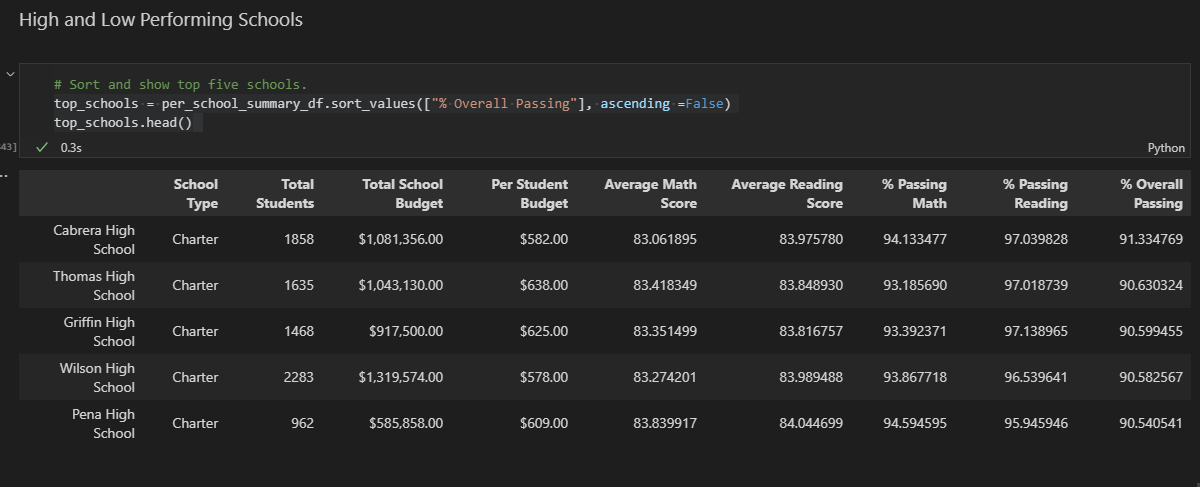 High and Low Performing Schools
# Sort and show top five schools.
top_schools = per_school_summary_df.sort_values(["% Overall Passing"], ascending =False)
top_schools.head()
43] 0.3s Python
School Type Total Students Total School Budget Per Student Budget Average Math Score Average Reading Score % Passing Math % Passing Reading % Overall Passing
Cabrera High School Charter 1858 $1,081,356.00 $582.00 83.061895 83.975780 94.133477 97.039828 91.334769
Thomas High School Charter 1635 $1,043,130.00 $638.00 83.418349 83.848930 93.185690 97.018739 90.630324
Griffin High School Charter 1468 $917,500.00 $625.00 83.351499 83.816757 93.392371 97.138965 90.599455
Wilson High School Charter 2283 $1,319,574.00 $578.00 83.274201 83.989488 93.867718 96.539641 90.582567
Pena High School Charter 962 $585,858.00 $609.00 83.839917 84.044699 94.594595 95.945946 90.540541